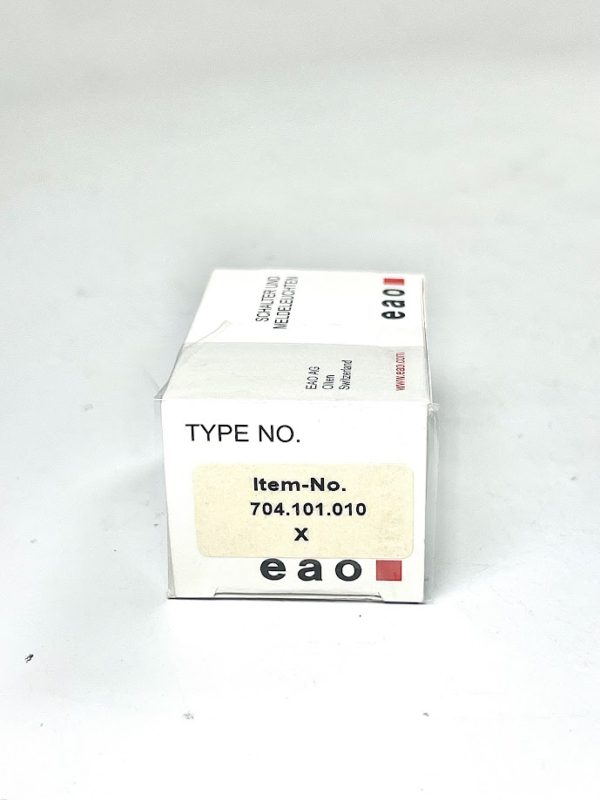 SCHALTER UND
MELDELEUCHTEN
eao
EAO AG
Olten
Switzerland
www.eao.com
TYPE NO.
Item-No.
704.101.010
X
eao